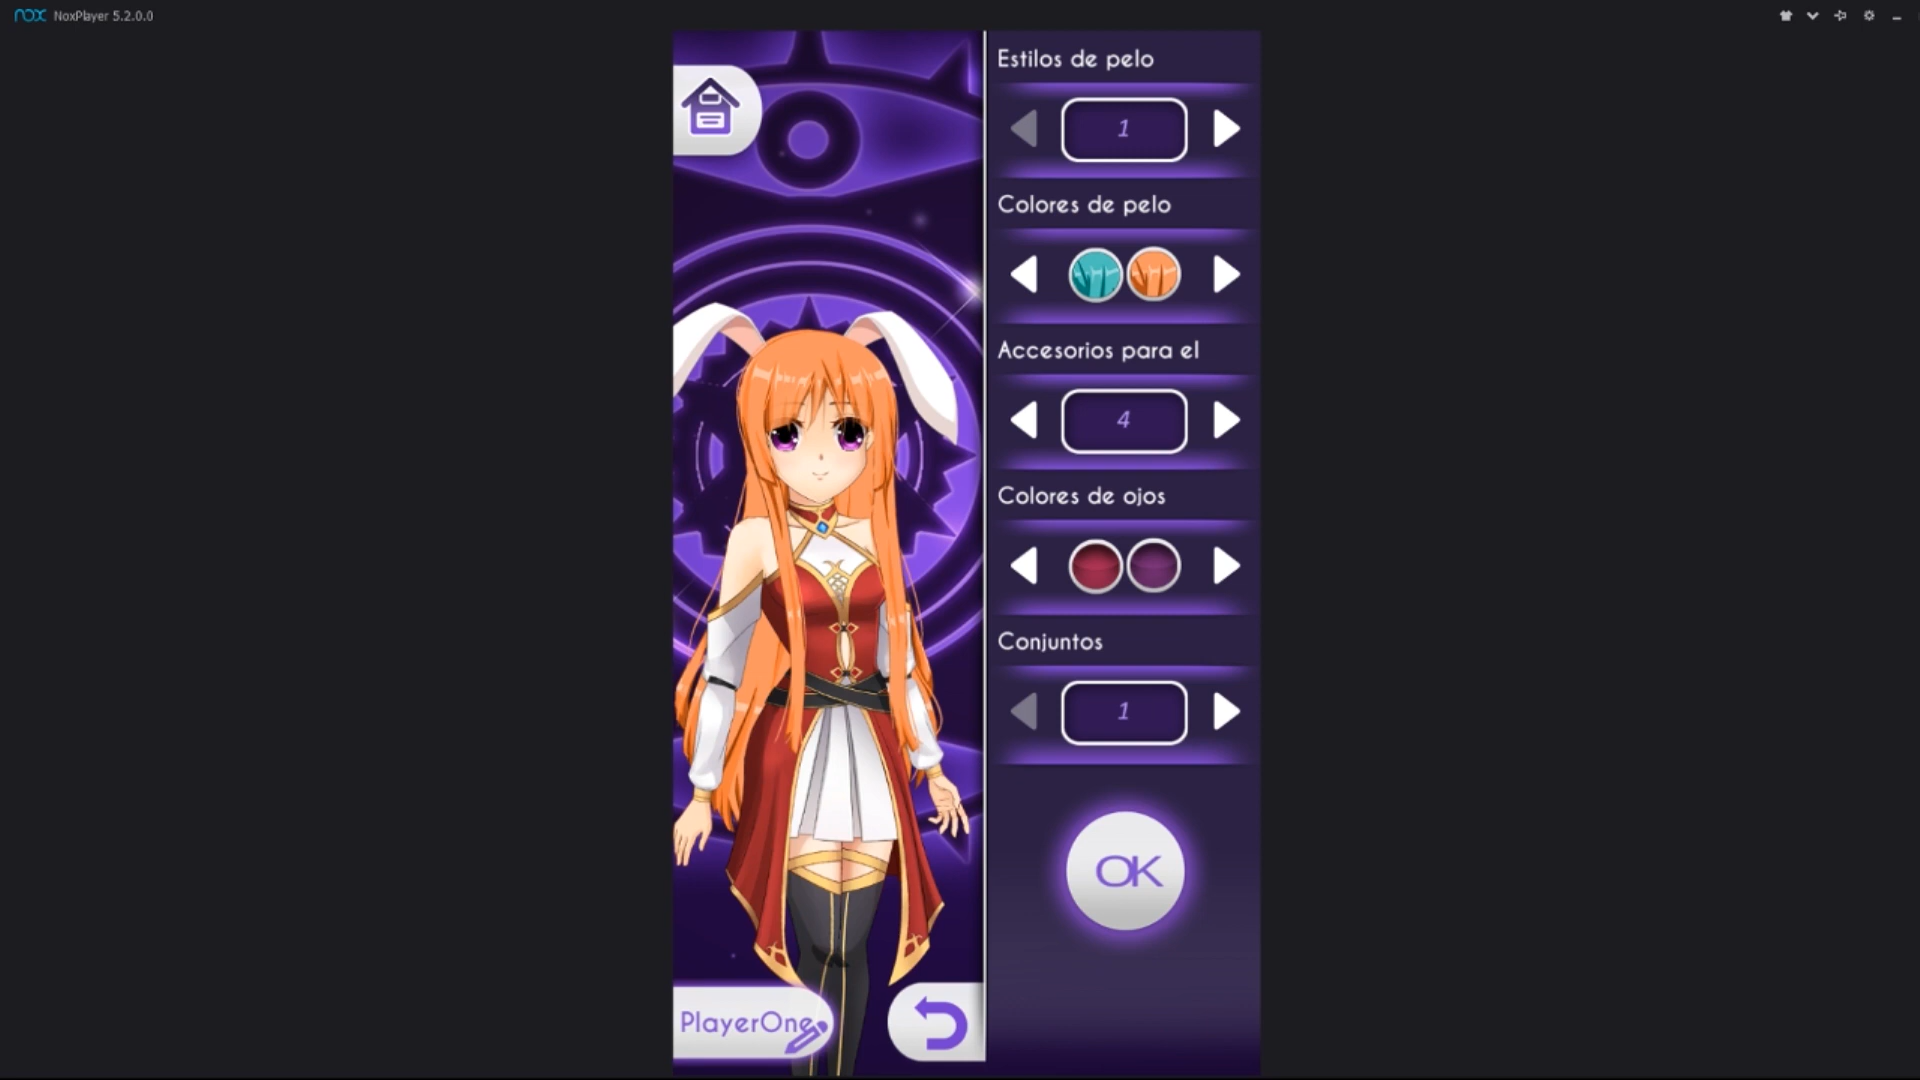 nox NoxPlayer 5.2.0.0
Estilos de pelo
1
Colores de pelo
Accesorios para el
4
Colores de ojos
Conjuntos
1
OK
PlayerOne